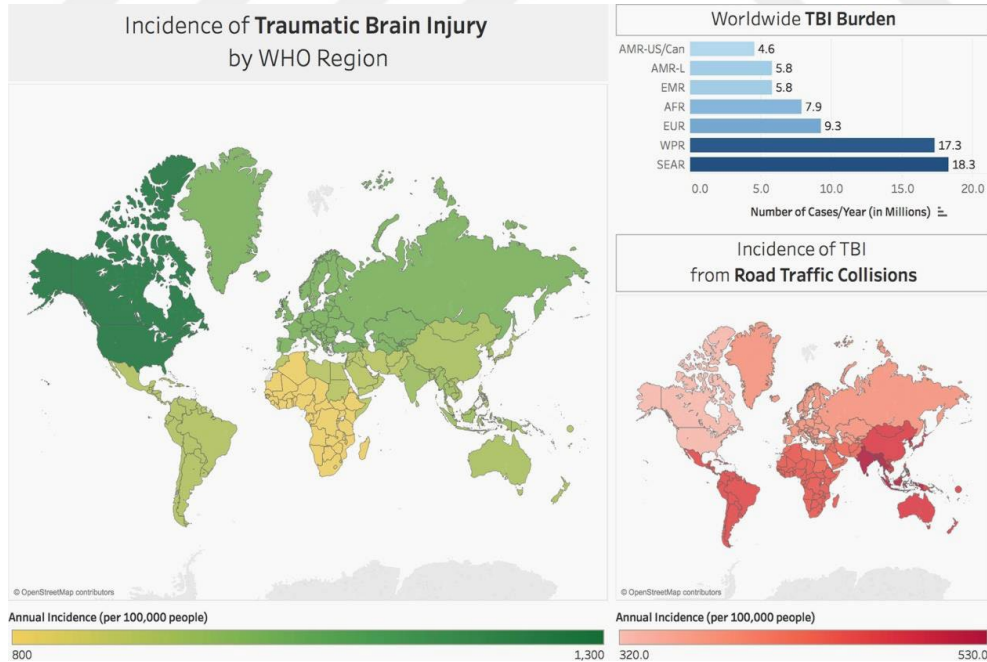 Incidence of Traumatic Brain Injury
by WHO Region
© OpenStreetMap contributors
Annual Incidence (per 100,000 people)
800
1,300
Worldwide TBI Burden
AMR-US/Can 4.6
AMR-L 5.8
EMR 5.8
AFR 7.9
EUR 9.3
WPR 17.3
SEAR 18.3
0.0 5.0 10.0 15.0 20.0
Number of Cases/Year (in Millions)
Incidence of TBI
from Road Traffic Collisions
© OpenStreetMap contributors
Annual Incidence (per 100,000 people)
320.0
530.0